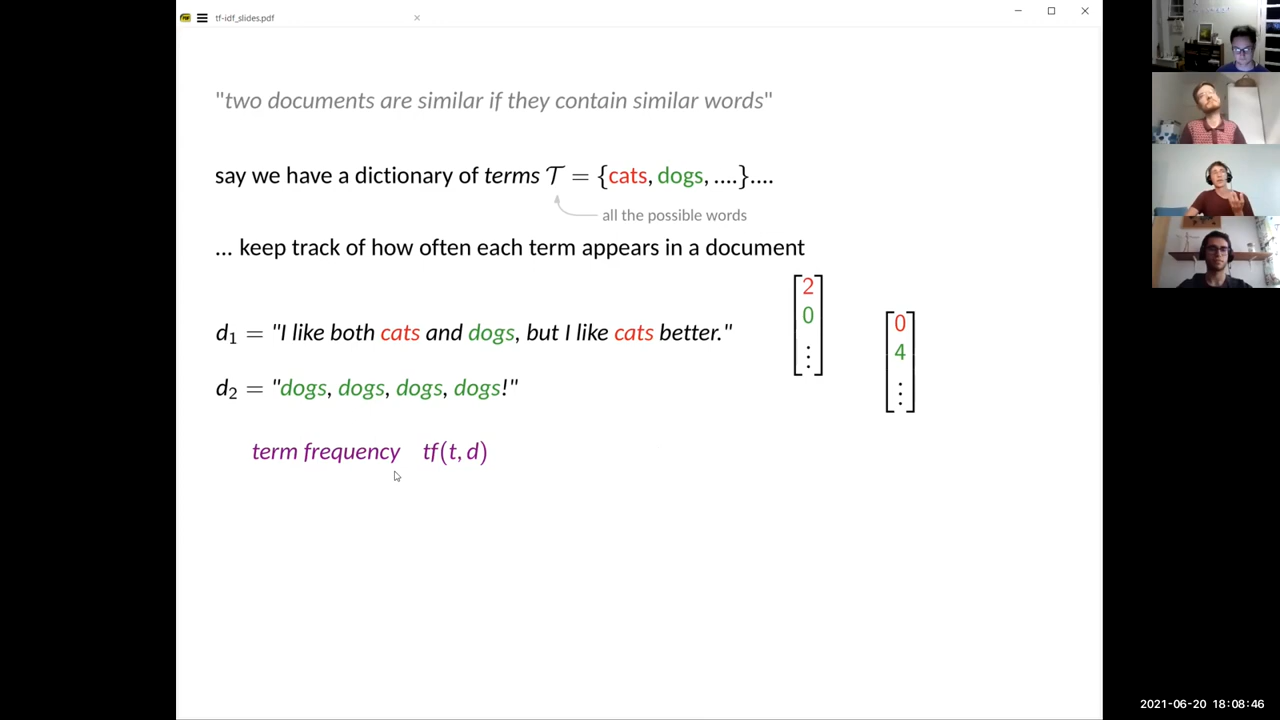 tf-idf_slides.pdf
"two documents are similar if they contain similar words"
say we have a dictionary of terms 𝒯 = {cats, dogs, ....}....
all the possible words
... keep track of how often each term appears in a document
d₁ = "I like both cats and dogs, but I like cats better."
[2 0 ⋮]
d₂ = "dogs, dogs, dogs, dogs!"
[0 4 ⋮]
term frequency tf(t, d)
2021-06-20 18:08:46